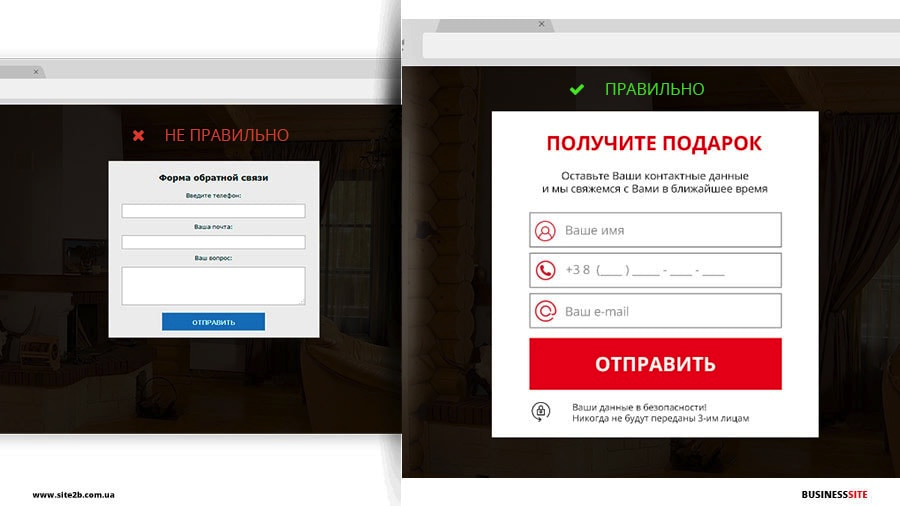 НЕ ПРАВИЛЬНО
Форма обратной связи
Введите телефон:
Ваша почта:
Ваш вопрос:
ОТПРАВИТЬ
www.site2b.com.ua
ПРАВИЛЬНО
ПОЛУЧИТЕ ПОДАРОК
Оставьте Ваши контактные данные
и мы свяжемся с Вами в ближайшее время
Ваше имя
+3 8 (___) ____ - ___ - ___
Ваш e-mail
ОТПРАВИТЬ
Ваши данные в безопасности!
Никогда не будут переданы 3-им лицам
BUSINESSSITE